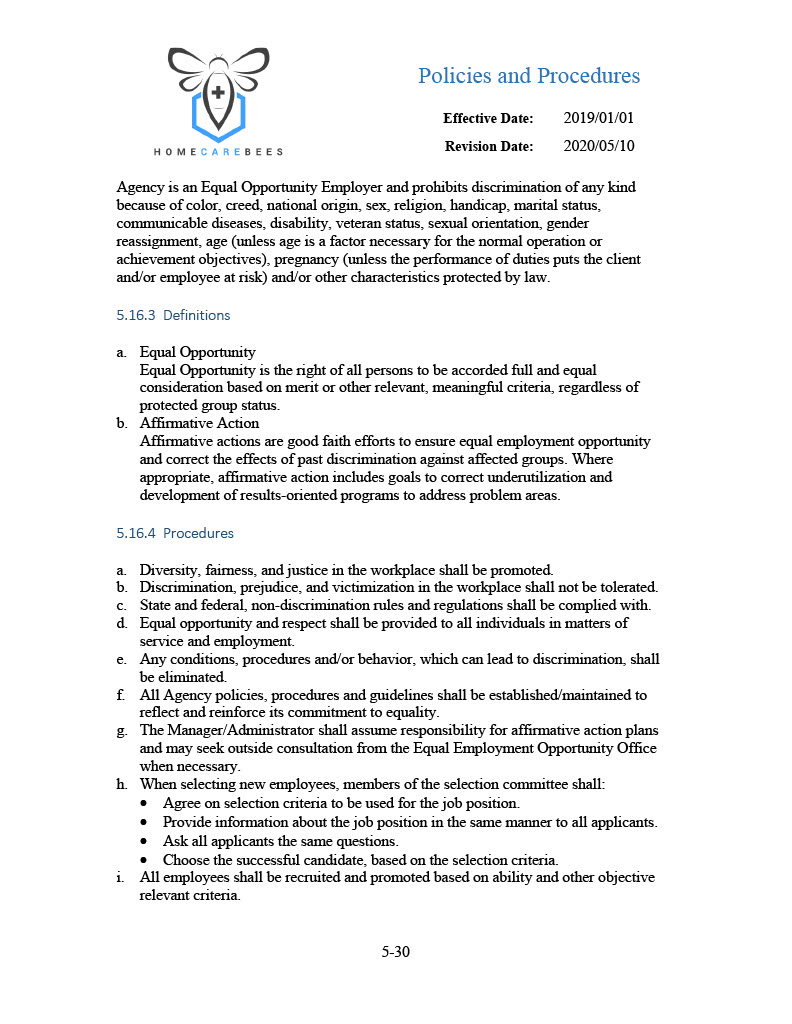 Policies and Procedures
Effective Date: 2019/01/01
Revision Date: 2020/05/10
HOMECAREBEES
Agency is an Equal Opportunity Employer and prohibits discrimination of any kind
because of color, creed, national origin, sex, religion, handicap, marital status,
communicable diseases, disability, veteran status, sexual orientation, gender
reassignment, age (unless age is a factor necessary for the normal operation or
achievement objectives), pregnancy (unless the performance of duties puts the client
and/or employee at risk) and/or other characteristics protected by law.
5.16.3 Definitions
a. Equal Opportunity
Equal Opportunity is the right of all persons to be accorded full and equal
consideration based on merit or other relevant, meaningful criteria, regardless of
protected group status.
b. Affirmative Action
Affirmative actions are good faith efforts to ensure equal employment opportunity
and correct the effects of past discrimination against affected groups. Where
appropriate, affirmative action includes goals to correct underutilization and
development of results-oriented programs to address problem areas.
5.16.4 Procedures
a. Diversity, fairness, and justice in the workplace shall be promoted.
b. Discrimination, prejudice, and victimization in the workplace shall not be tolerated.
c. State and federal, non-discrimination rules and regulations shall be complied with.
d. Equal opportunity and respect shall be provided to all individuals in matters of
service and employment.
e. Any conditions, procedures and/or behavior, which can lead to discrimination, shall
be eliminated.
f. All Agency policies, procedures and guidelines shall be established/maintained to
reflect and reinforce its commitment to equality.
g. The Manager/Administrator shall assume responsibility for affirmative action plans
and may seek outside consultation from the Equal Employment Opportunity Office
when necessary.
h. When selecting new employees, members of the selection committee shall:
• Agree on selection criteria to be used for the job position.
• Provide information about the job position in the same manner to all applicants.
• Ask all applicants the same questions.
• Choose the successful candidate, based on the selection criteria.
i. All employees shall be recruited and promoted based on ability and other objective
relevant criteria.
5-30